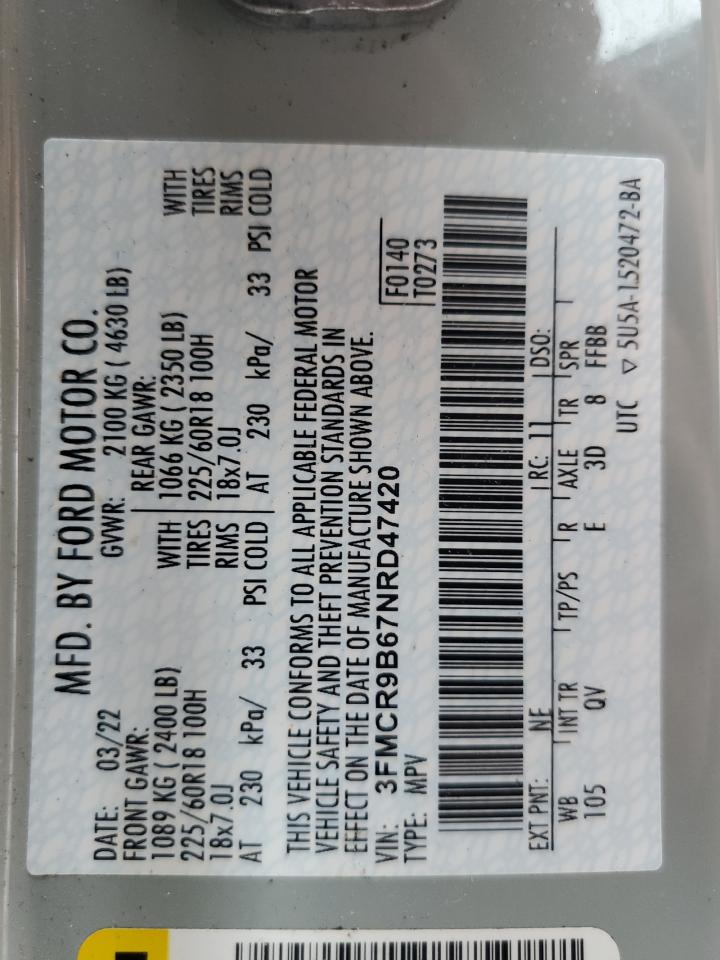 MFD. BY FORD MOTOR CO.
DATE: 03/22 GVWR: 2100 KG ( 4630 LB)
FRONT GAWR: REAR GAWR:
1089 KG ( 2400 LB) WITH 1066 KG ( 2350 LB) WITH
225/60R18 100H TIRES 225/60R18 100H TIRES
18x7.0J RIMS 18x7.0J RIMS
AT 230 kPa/ 33 PSI COLD AT 230 kPa/ 33 PSI COLD
THIS VEHICLE CONFORMS TO ALL APPLICABLE FEDERAL MOTOR
VEHICLE SAFETY AND THEFT PREVENTION STANDARDS IN
EFFECT ON THE DATE OF MANUFACTURE SHOWN ABOVE.
VIN: 3FMCR9B67NRD47420 F0140
TYPE: MPV T0273
EXT PNT: NE RC: 11 DSO:
WB INT TR TP/PS R AXLE TR SPR
105 QV E 3D 8 FFBB
UTC ▽ 5U5A-1520472-BA